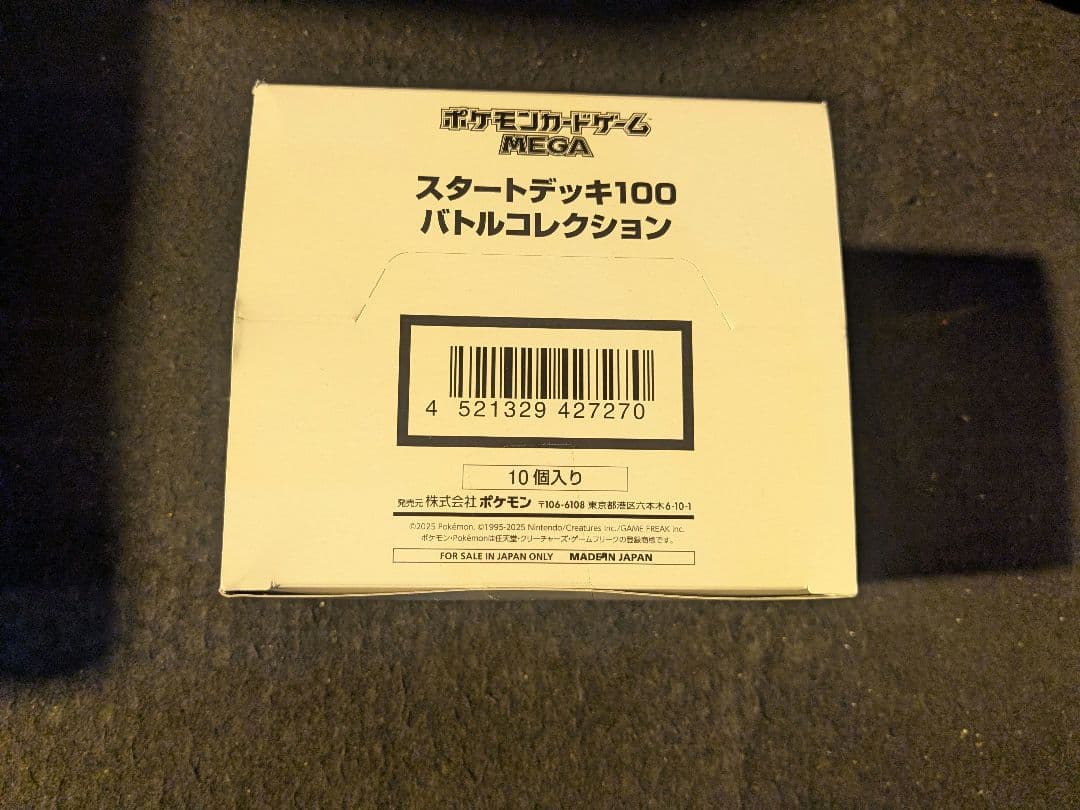 ポケモンカードゲーム
MEGA
スタートデッキ100
バトルコレクション
4 521329 427270
10個入り
発売元 株式会社ポケモン 〒106-6108 東京都港区六本木6-10-1
©2025 Pokémon. ©1995-2025 Nintendo/Creatures Inc./GAME FREAK inc.
ポケモン・Pokémonは任天堂・クリーチャーズ・ゲームフリークの登録商標です。
FOR SALE IN JAPAN ONLY MADE IN JAPAN